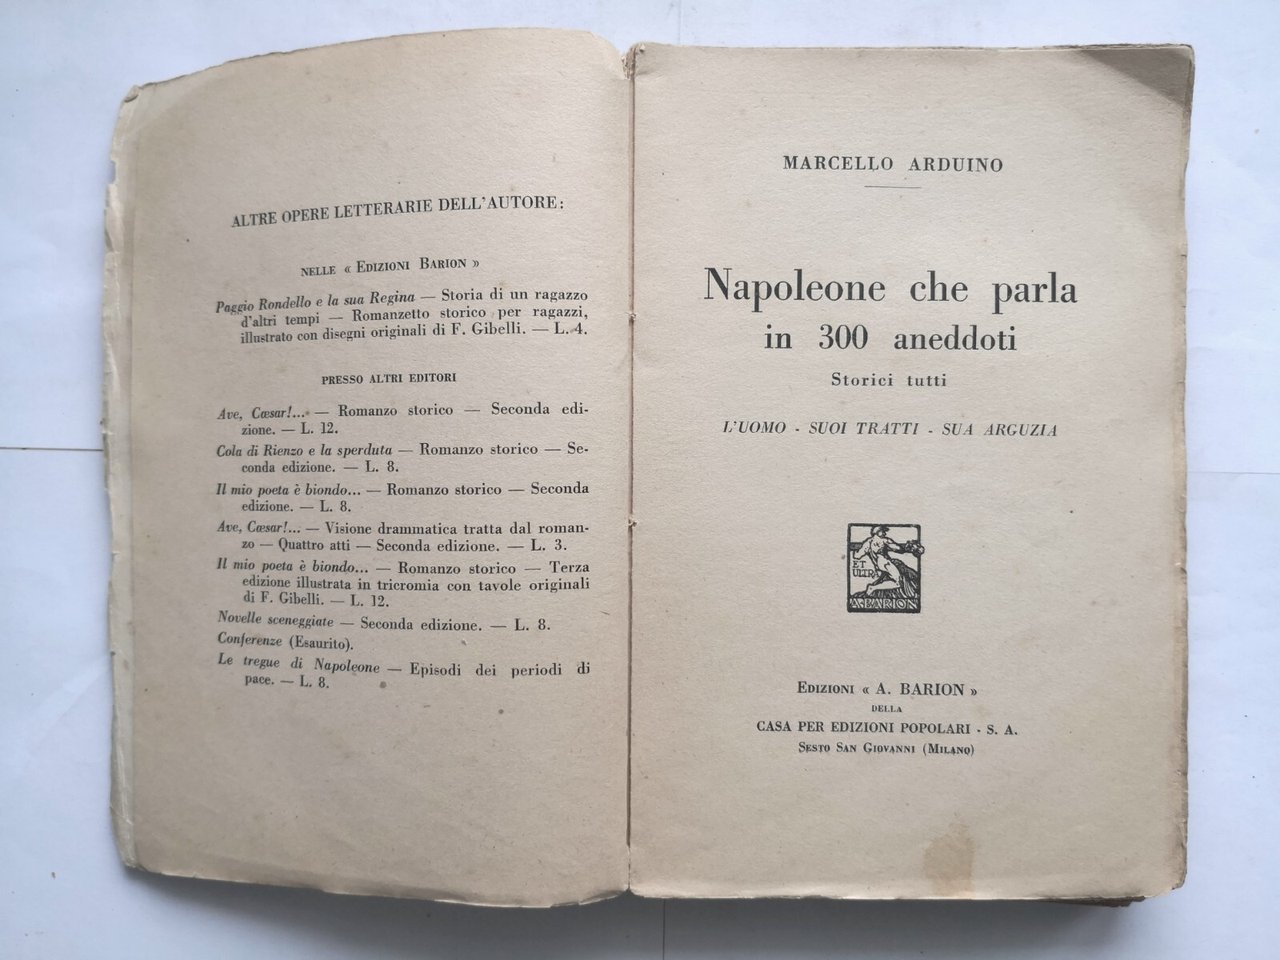 ALTRE OPERE LETTERARIE DELL'AUTORE:
NELLE « EDIZIONI BARION »
Paggio Rondello e la sua Regina — Storia di un ragazzo
d'altri tempi — Romanzetto storico per ragazzi,
illustrato con disegni originali di F. Gibelli. — L. 4.
PRESSO ALTRI EDITORI
Ave, Cæsar!... — Romanzo storico — Seconda edi-
zione. — L. 12.
Cola di Rienzo e la sperduta — Romanzo storico — Se-
conda edizione. — L. 8.
Il mio poeta è biondo... — Romanzo storico — Seconda
edizione. — L. 8.
Ave, Cæsar!... — Visione drammatica tratta dal roman-
zo — Quattro atti — Seconda edizione. — L. 3.
Il mio poeta è biondo... — Romanzo storico — Terza
edizione illustrata in tricromia con tavole originali
di F. Gibelli. — L. 12.
Novelle sceneggiate — Seconda edizione. — L. 8.
Conferenze (Esaurito).
Le tregue di Napoleone — Episodi dei periodi di
pace. — L. 8.
MARCELLO ARDUINO
Napoleone che parla
in 300 aneddoti
Storici tutti
L'UOMO - SUOI TRATTI - SUA ARGUZIA
ET
ULTRA
A·BARION
EDIZIONI « A. BARION »
DELLA
CASA PER EDIZIONI POPOLARI - S. A.
SESTO SAN GIOVANNI (MILANO)